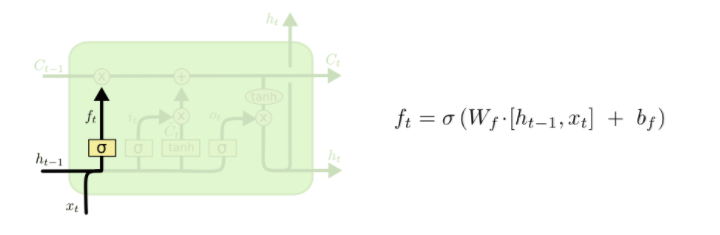 h_t
C_{t-1}
C_t
× + tanh
f_t i_t C̃_t o_t × ×
σ σ tanh σ
h_{t-1} h_t
x_t
f_t = σ (W_f · [h_{t-1}, x_t] + b_f)